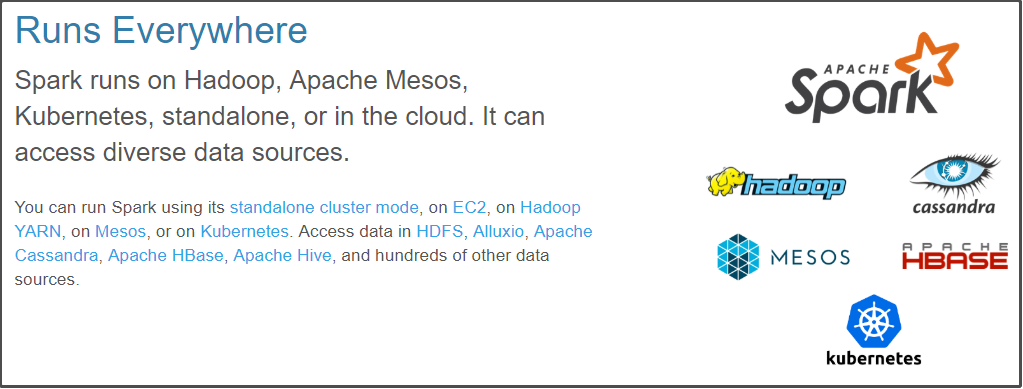 Runs Everywhere
Spark runs on Hadoop, Apache Mesos,
Kubernetes, standalone, or in the cloud. It can
access diverse data sources.
You can run Spark using its standalone cluster mode, on EC2, on Hadoop
YARN, on Mesos, or on Kubernetes. Access data in HDFS, Alluxio, Apache
Cassandra, Apache HBase, Apache Hive, and hundreds of other data
sources.
APACHE
Spark
hadoop
cassandra
MESOS
APACHE
HBASE
kubernetes